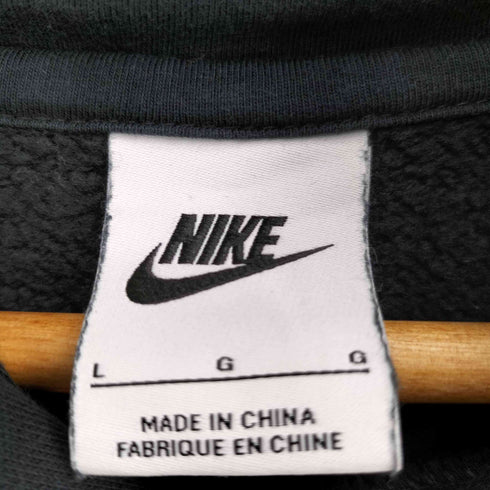 NIKE
L G G
MADE IN CHINA
FABRIQUE EN CHINE